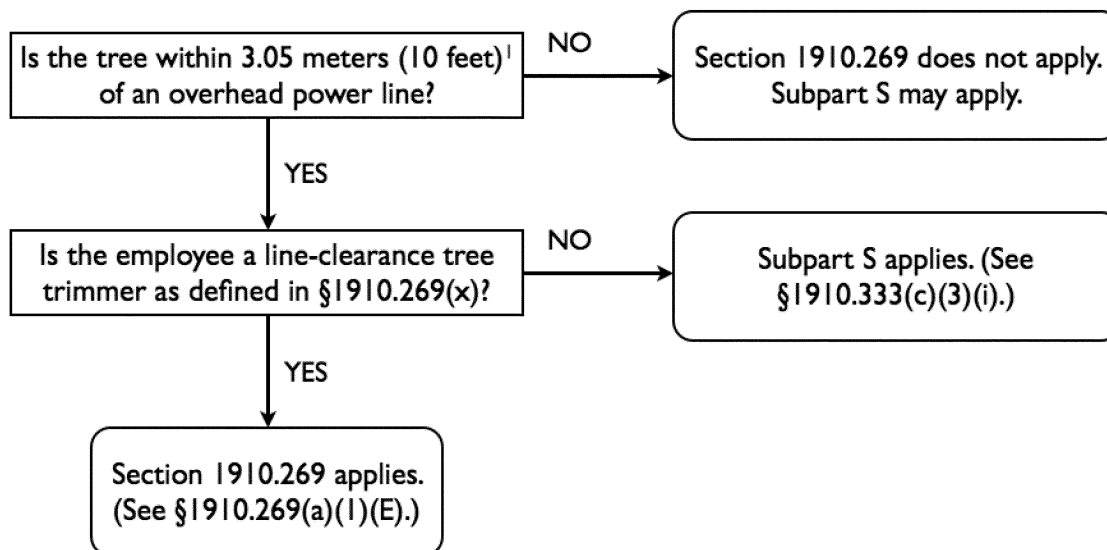 Is the tree within 3.05 meters (10 feet)¹
of an overhead power line?
NO
Section 1910.269 does not apply.
Subpart S may apply.
YES
Is the employee a line-clearance tree
trimmer as defined in §1910.269(x)?
NO
Subpart S applies. (See
§1910.333(c)(3)(i).)
YES
Section 1910.269 applies.
(See §1910.269(a)(1)(E).)